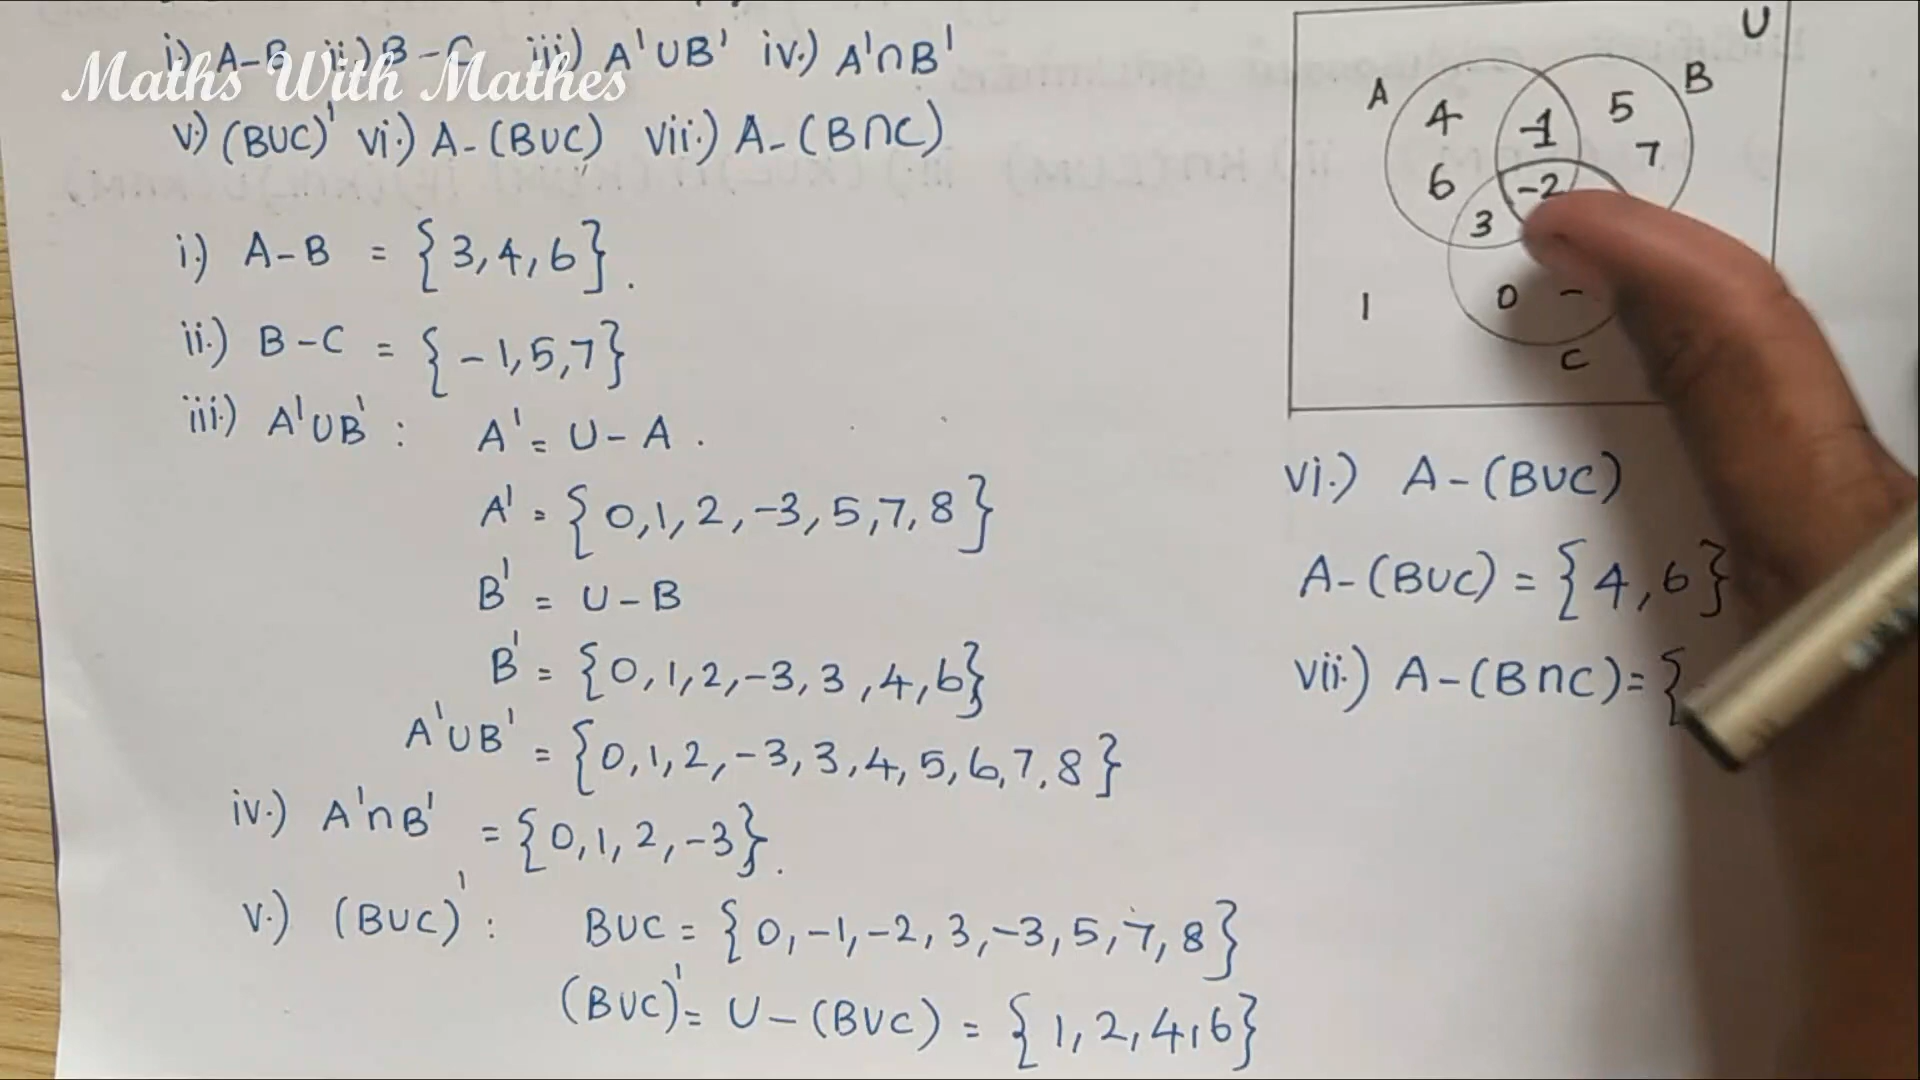 Maths With Mathes
i) A-B ii.) B-C iii) A'∪B' iv.) A'∩B'
v.) (B∪C)' vi.) A-(B∪C) vii.) A-(B∩C)
i.) A-B = {3,4,6}.
ii.) B-C = {-1,5,7}
iii.) A'∪B' : A' = U-A.
A' = {0,1,2,-3,5,7,8}
B' = U-B
B' = {0,1,2,-3,3,4,6}
A'∪B' = {0,1,2,-3,3,4,5,6,7,8}
iv.) A'∩B' = {0,1,2,-3}.
v.) (B∪C)' : B∪C = {0,-1,-2,3,-3,5,7,8}
(B∪C)' = U-(B∪C) = {1,2,4,6}
U
A
B
4
-1
5
7
6
-2
3
1
0
-
C
vi.) A-(B∪C)
A-(B∪C) = {4,6}
vii.) A-(B∩C) = {